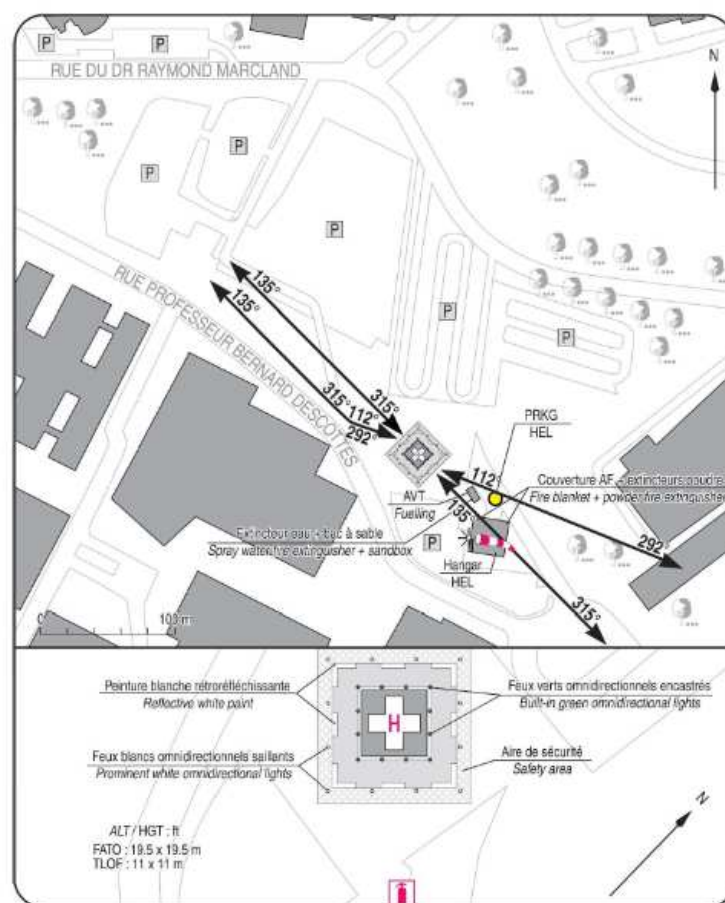 P
P
RUE DU DR RAYMOND MARCLAND
N
P
P
P
RUE PROFESSEUR BERNARD DESCOTTES
135°
135°
P
P
315°
315° 112°
292°
PRKG
HEL
112°
AVT
Fuelling
Couverture AF + extincteurs poudre
Fire blanket + powder fire extinguisher
135°
Extincteur eau + bac à sable
Spray water fire extinguisher + sandbox
P
292°
Hangar
HEL
315°
0
100 m
Peinture blanche rétroréfléchissante
Reflective white paint
Feux verts omnidirectionnels encastrés
Built-in green omnidirectional lights
H
Feux blancs omnidirectionnels saillants
Prominent white omnidirectional lights
Aire de sécurité
Safety area
N
ALT / HGT : ft
FATO : 19.5 x 19.5 m
TLOF : 11 x 11 m